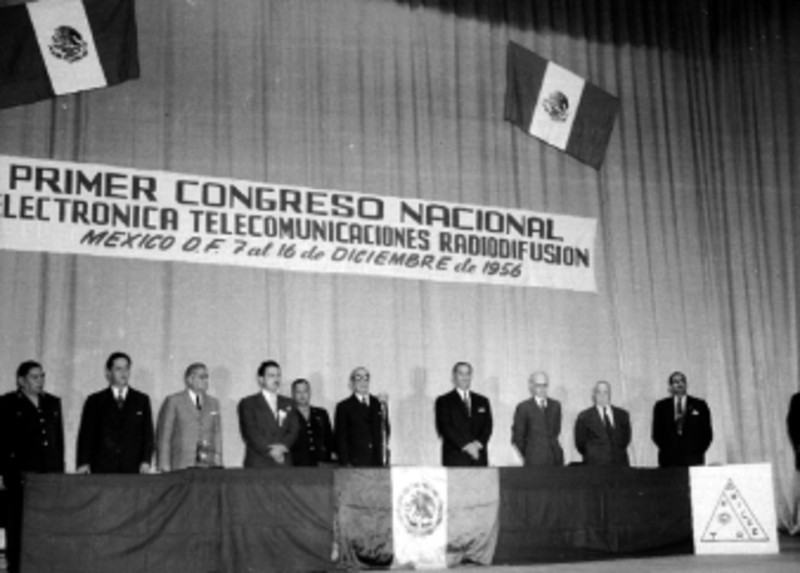 PRIMER CONGRESO NACIONAL
ELECTRONICA TELECOMUNICACIONES RADIODIFUSION
MEXICO D.F. 7 al 16 de DICIEMBRE de 1956